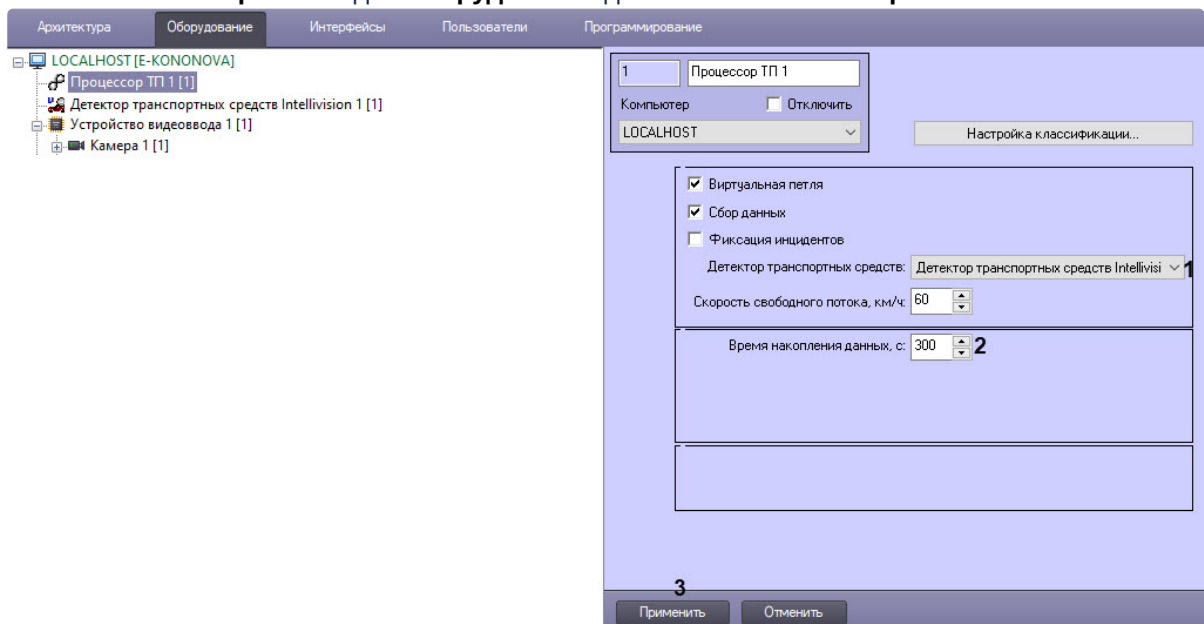 Архитектура Оборудование Интерфейсы Пользователи Программирование
LOCALHOST [E-KONONOVA]
Процессор ТП 1 [1]
Детектор транспортных средств Intellivision 1 [1]
Устройство видеоввода 1 [1]
Камера 1 [1]
1 Процессор ТП 1
Компьютер Отключить
LOCALHOST
Настройка классификации...
Виртуальная петля
Сбор данных
Фиксация инцидентов
Детектор транспортных средств: Детектор транспортных средств Intellivisi 1
Скорость свободного потока, км/ч: 60
Время накопления данных, с: 300 2
3
Применить Отменить